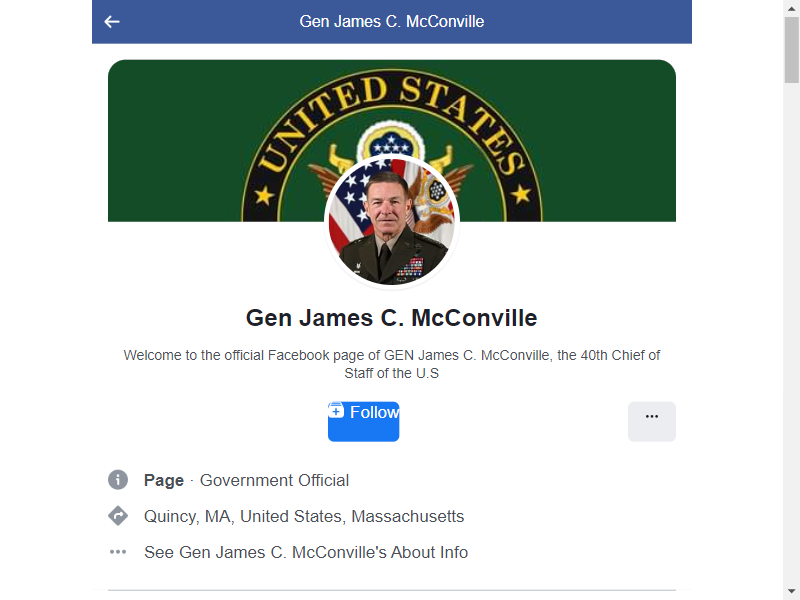 Gen James C. McConville
UNITED STATES
Gen James C. McConville
Welcome to the official Facebook page of GEN James C. McConville, the 40th Chief of
Staff of the U.S
Follow
Page · Government Official
Quincy, MA, United States, Massachusetts
See Gen James C. McConville's About Info